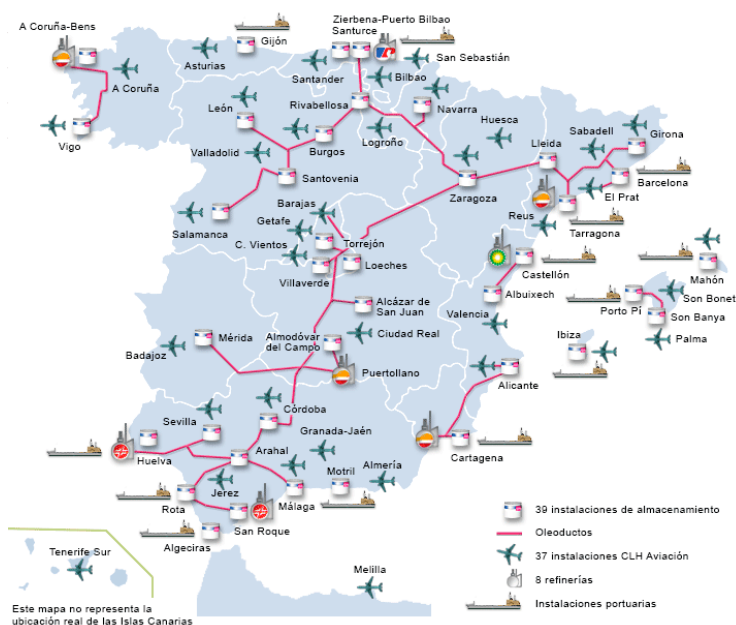 A Coruña-Bens
A Coruña
Vigo
Asturias
Gijón
Zierbena-Puerto Bilbao
Santurce
Santander
Bilbao
San Sebastián
León
Rivabellosa
Navarra
Burgos
Logroño
Huesca
Lleida
Sabadell
Girona
Valladolid
Santovenia
Zaragoza
Barcelona
El Prat
Reus
Tarragona
Salamanca
Barajas
Getafe
C. Vientos
Torrejón
Loeches
Villaverde
Castellón
Albuixech
Mahón
Son Bonet
Porto Pí
Son Banya
Palma
Alcázar de
San Juan
Valencia
Ibiza
Mérida
Almodóvar
del Campo
Ciudad Real
Badajoz
Puertollano
Alicante
Sevilla
Córdoba
Granada-Jaén
Huelva
Arahal
Cartagena
Jerez
Motril
Almería
Rota
Málaga
San Roque
Algeciras
Tenerife Sur
Melilla
39 instalaciones de almacenamiento
Oleoductos
37 instalaciones CLH Aviación
8 refinerías
Instalaciones portuarias
Este mapa no representa la
ubicación real de las Islas Canarias